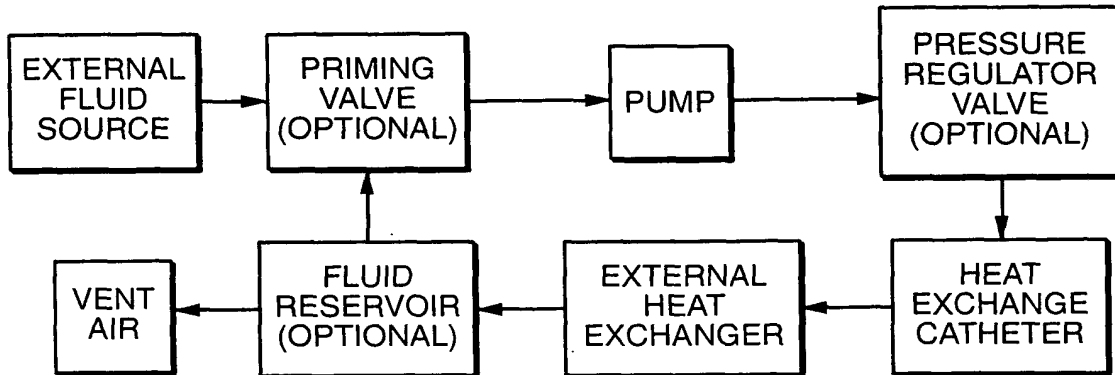 EXTERNAL
FLUID
SOURCE
PRIMING
VALVE
(OPTIONAL)
PUMP
PRESSURE
REGULATOR
VALVE
(OPTIONAL)
VENT
AIR
FLUID
RESERVOIR
(OPTIONAL)
EXTERNAL
HEAT
EXCHANGER
HEAT
EXCHANGE
CATHETER